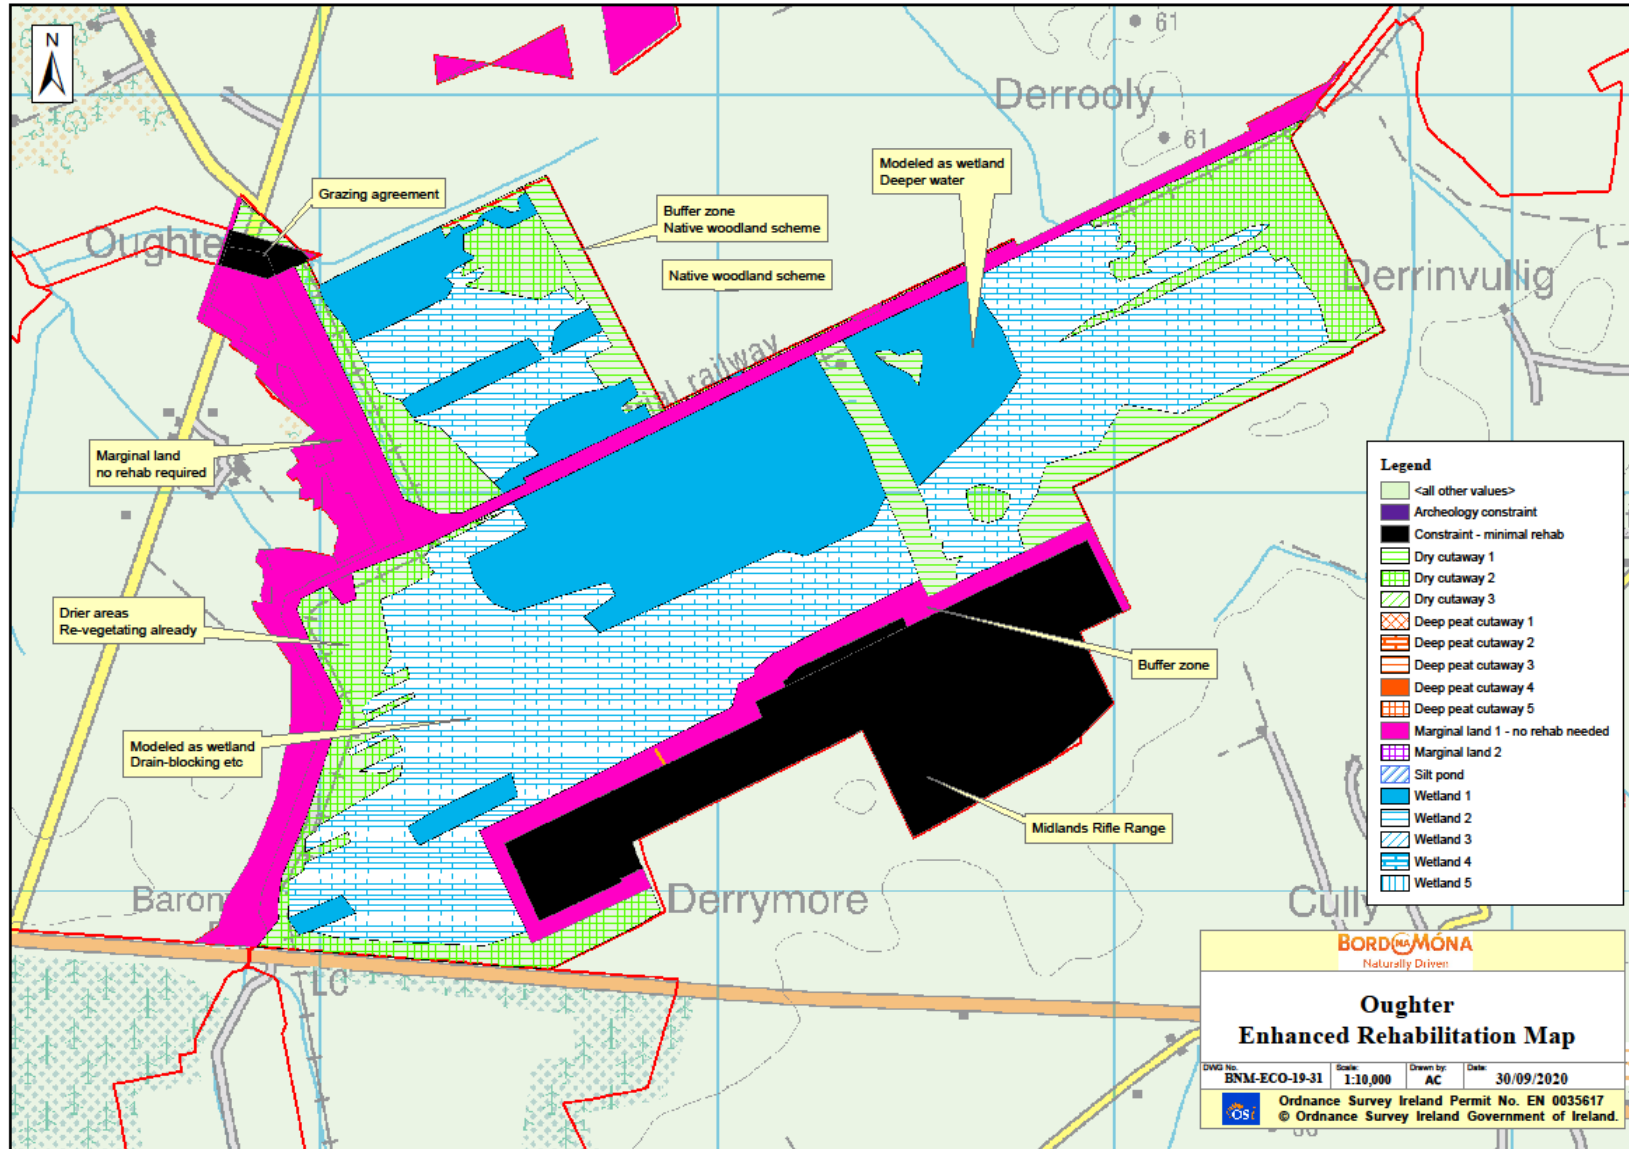 N
61
Derrooly
61
Modeled as wetland
Deeper water
Grazing agreement
Buffer zone
Native woodland scheme
Oughter
Native woodland scheme
Derrinvullig
railway
Marginal land
no rehab required
Drier areas
Re-vegetating already
Buffer zone
Modeled as wetland
Drain-blocking etc
Midlands Rifle Range
Derrymore
Cully
LC
Legend
<all other values>
Archeology constraint
Constraint - minimal rehab
Dry cutaway 1
Dry cutaway 2
Dry cutaway 3
Deep peat cutaway 1
Deep peat cutaway 2
Deep peat cutaway 3
Deep peat cutaway 4
Deep peat cutaway 5
Marginal land 1 - no rehab needed
Marginal land 2
Silt pond
Wetland 1
Wetland 2
Wetland 3
Wetland 4
Wetland 5
BORD NA MÓNA
Naturally Driven
Oughter
Enhanced Rehabilitation Map
DWG No. BNM-ECO-19-31 Scale: 1:10,000 Drawn by: AC Date: 30/09/2020
OSi
Ordnance Survey Ireland Permit No. EN 0035617
© Ordnance Survey Ireland Government of Ireland.